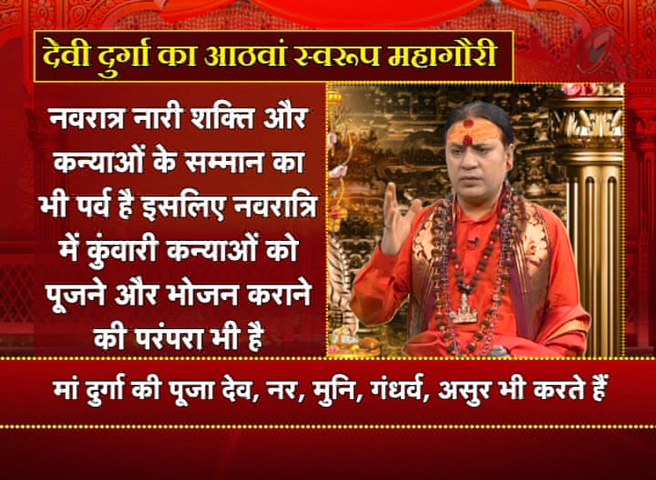 देवी दुर्गा का आठवां स्वरूप महागौरी
नवरात्र नारी शक्ति और
कन्याओं के सम्मान का
भी पर्व है इसलिए नवरात्रि
में कुंवारी कन्याओं को
पूजने और भोजन कराने
की परंपरा भी है
मां दुर्गा की पूजा देव, नर, मुनि, गंधर्व, असुर भी करते हैं